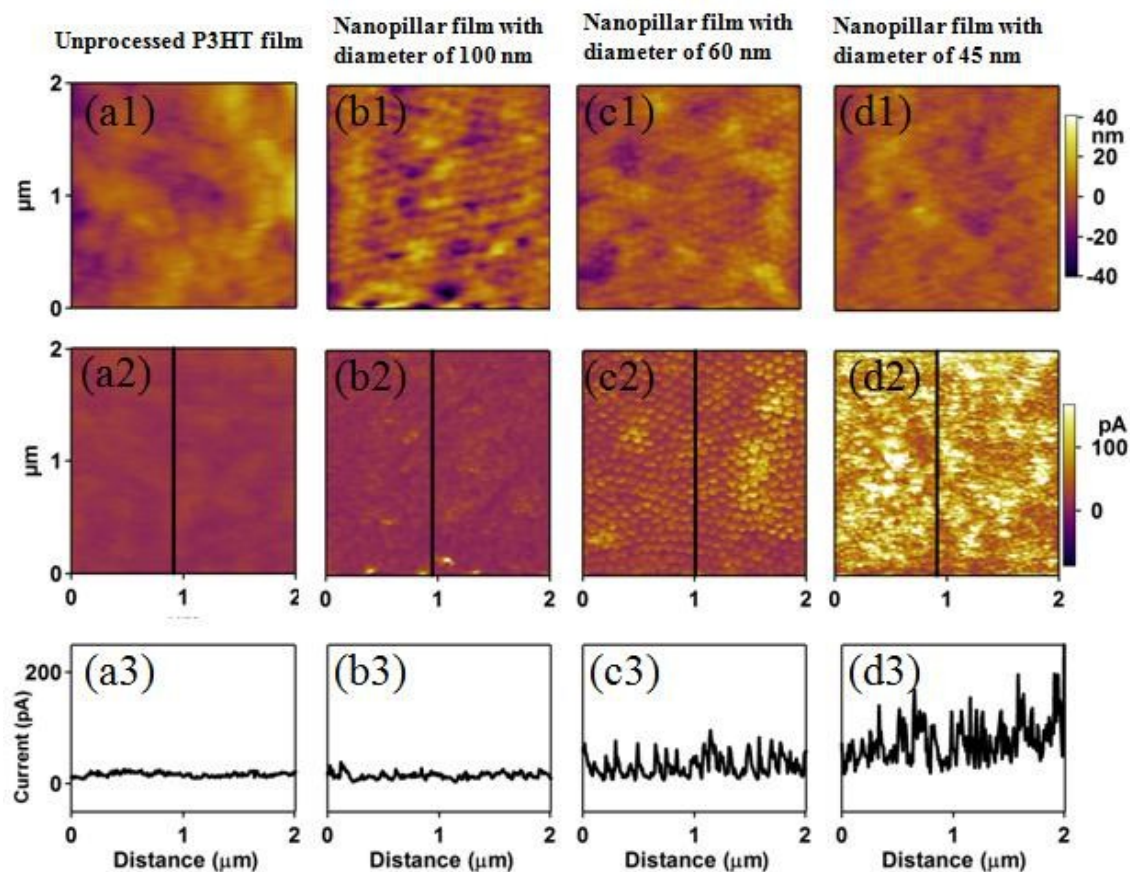 Unprocessed P3HT film
Nanopillar film with
diameter of 100 nm
Nanopillar film with
diameter of 60 nm
Nanopillar film with
diameter of 45 nm
2
1
0
µm
(a1)
(b1)
(c1)
(d1)
40
nm
20
0
-20
-40
2
1
0
µm
(a2)
(b2)
(c2)
(d2)
pA
100
0
0 1 2
0 1 2
0 1 2
0 1 2
200
0
Current (pA)
(a3)
(b3)
(c3)
(d3)
0 1 2
0 1 2
0 1 2
0 1 2
Distance (µm)
Distance (µm)
Distance (µm)
Distance (µm)